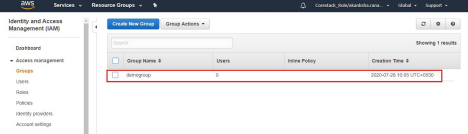 aws
Services
Resource Groups
Global
Support
Identity and Access Management (IAM)
Dashboard
Access management
Groups
Users
Roles
Policies
Identity providers
Account settings
Create New Group
Group Actions
Search
Showing 1 results
Group Name
Users
Inline Policy
Creation Time
demogroup
0
2020-07-28 10:05 UTC+0530